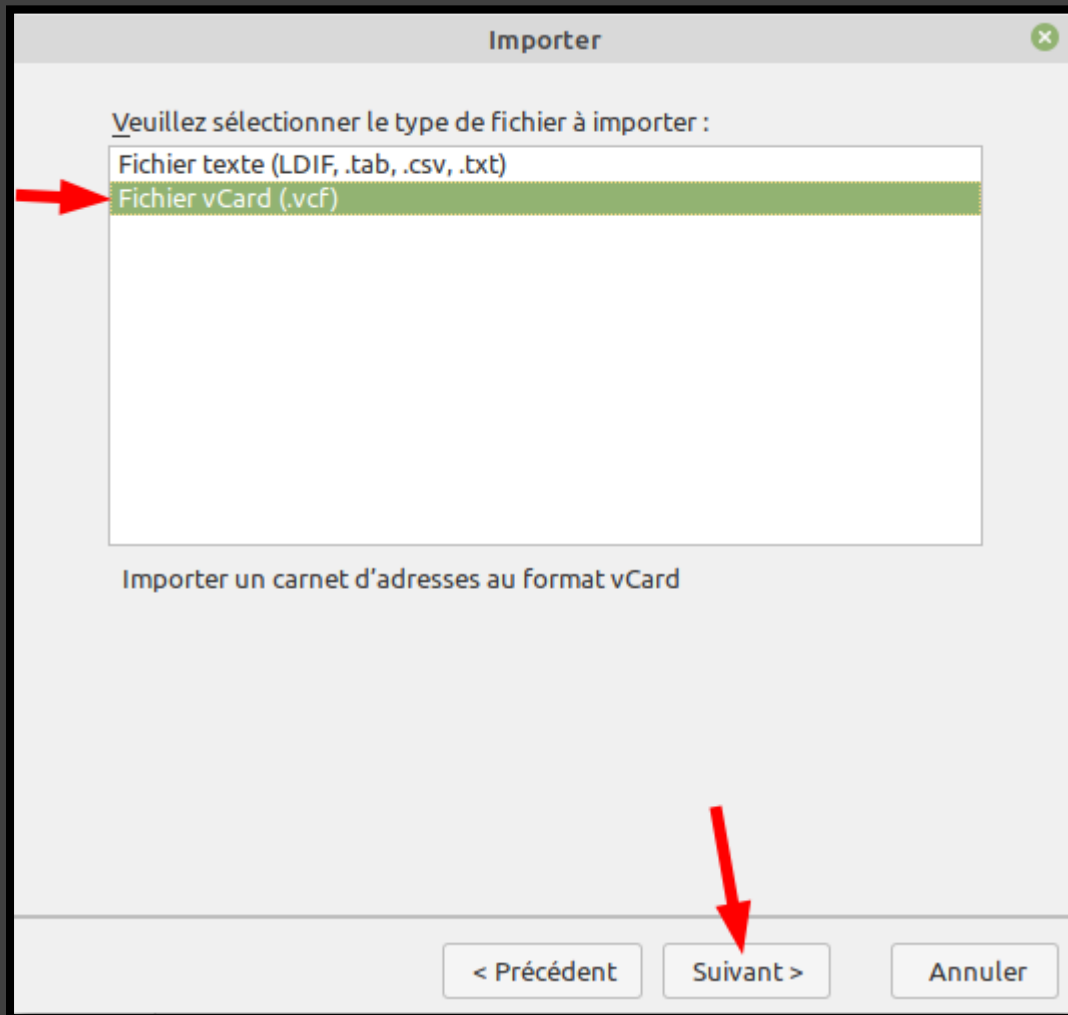 Importer
Veuillez sélectionner le type de fichier à importer :
Fichier texte (LDIF, .tab, .csv, .txt)
Fichier vCard (.vcf)
Importer un carnet d’adresses au format vCard
< Précédent
Suivant >
Annuler